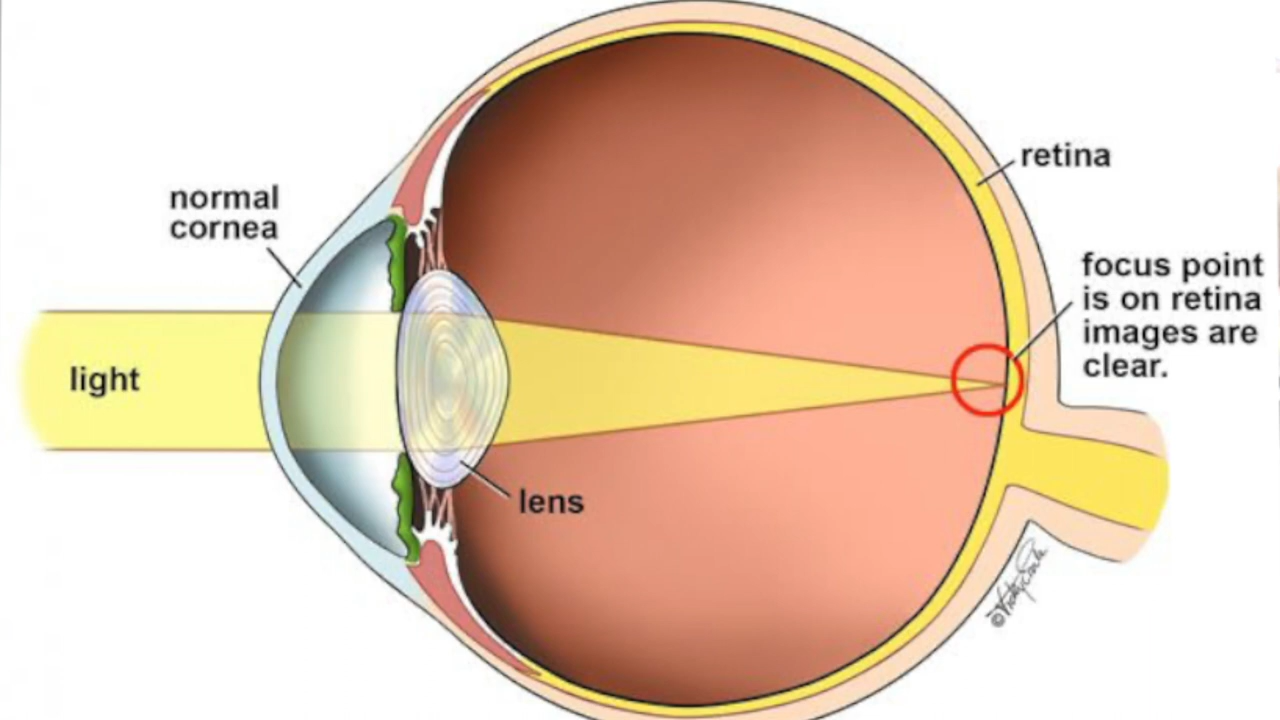 normal
cornea
light
lens
retina
focus point
is on retina
images are
clear.
©